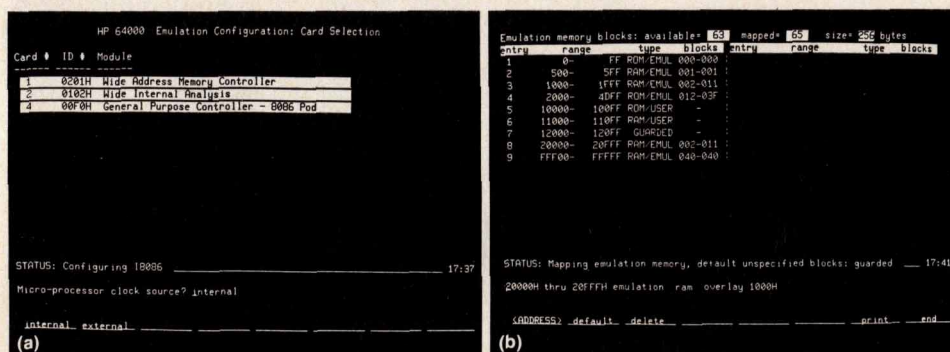 HP 64000 Emulation Configuration: Card Selection
Card # ID # Module
1 0201H Wide Address Memory Controller
2 0102H Wide Internal Analysis
4 00F0H General Purpose Controller - 8086 Pod
STATUS: Configuring I8086 17:37
Micro-processor clock source? internal
internal external
(a)
Emulation memory blocks: available= 63 mapped= 65 size= 256 bytes
entry range type blocks entry range type blocks
1 0- FF ROM/EMUL 000-000
2 500- 5FF RAM/EMUL 001-001
3 1000- 1FFF RAM/EMUL 002-011
4 2000- 4DFF ROM/EMUL 012-03F
5 10000- 100FF ROM/USER -
6 11000- 110FF RAM/USER -
7 12000- 120FF GUARDED -
8 20000- 20FFF RAM/EMUL 002-011
9 FFF00- FFFFF RAM/EMUL 040-040
STATUS: Mapping emulation memory, default unspecified blocks: guarded 17:41
20000H thru 20FFFH emulation ram overlay 1000H
<ADDRESS> default delete print end
(b)